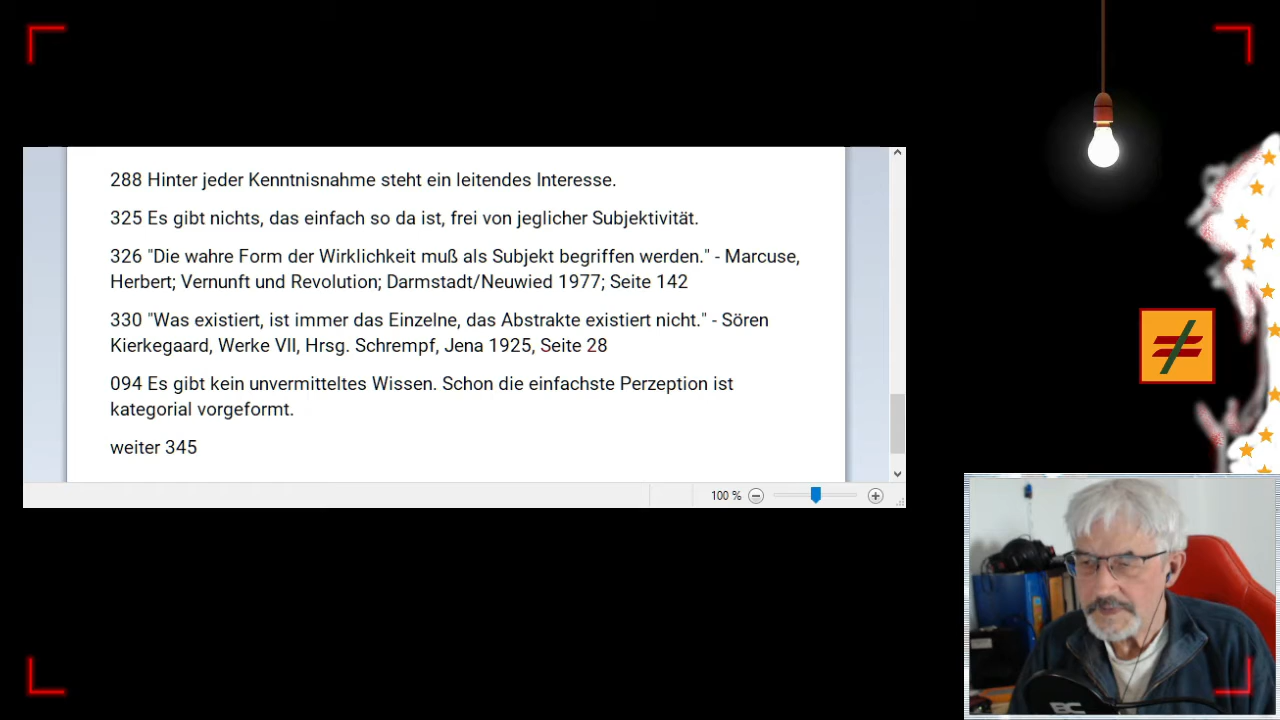 288 Hinter jeder Kenntnisnahme steht ein leitendes Interesse.
325 Es gibt nichts, das einfach so da ist, frei von jeglicher Subjektivität.
326 "Die wahre Form der Wirklichkeit muß als Subjekt begriffen werden." - Marcuse,
Herbert; Vernunft und Revolution; Darmstadt/Neuwied 1977; Seite 142
330 "Was existiert, ist immer das Einzelne, das Abstrakte existiert nicht." - Sören
Kierkegaard, Werke VII, Hrsg. Schrempf, Jena 1925, Seite 28
094 Es gibt kein unvermitteltes Wissen. Schon die einfachste Perzeption ist
kategorial vorgeformt.
weiter 345
100 %